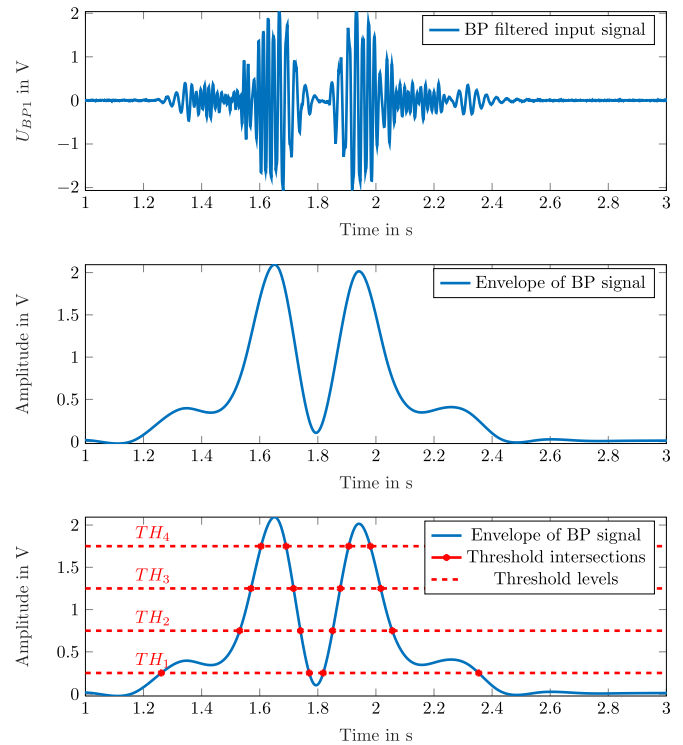 BP filtered input signal
2
1
0
−1
−2
U_{BP1} in V
1 1.2 1.4 1.6 1.8 2 2.2 2.4 2.6 2.8 3
Time in s
Envelope of BP signal
2
1.5
1
0.5
0
Amplitude in V
1 1.2 1.4 1.6 1.8 2 2.2 2.4 2.6 2.8 3
Time in s
Envelope of BP signal
Threshold intersections
Threshold levels
TH_4
TH_3
TH_2
TH_1
2
1.5
1
0.5
0
Amplitude in V
1 1.2 1.4 1.6 1.8 2 2.2 2.4 2.6 2.8 3
Time in s